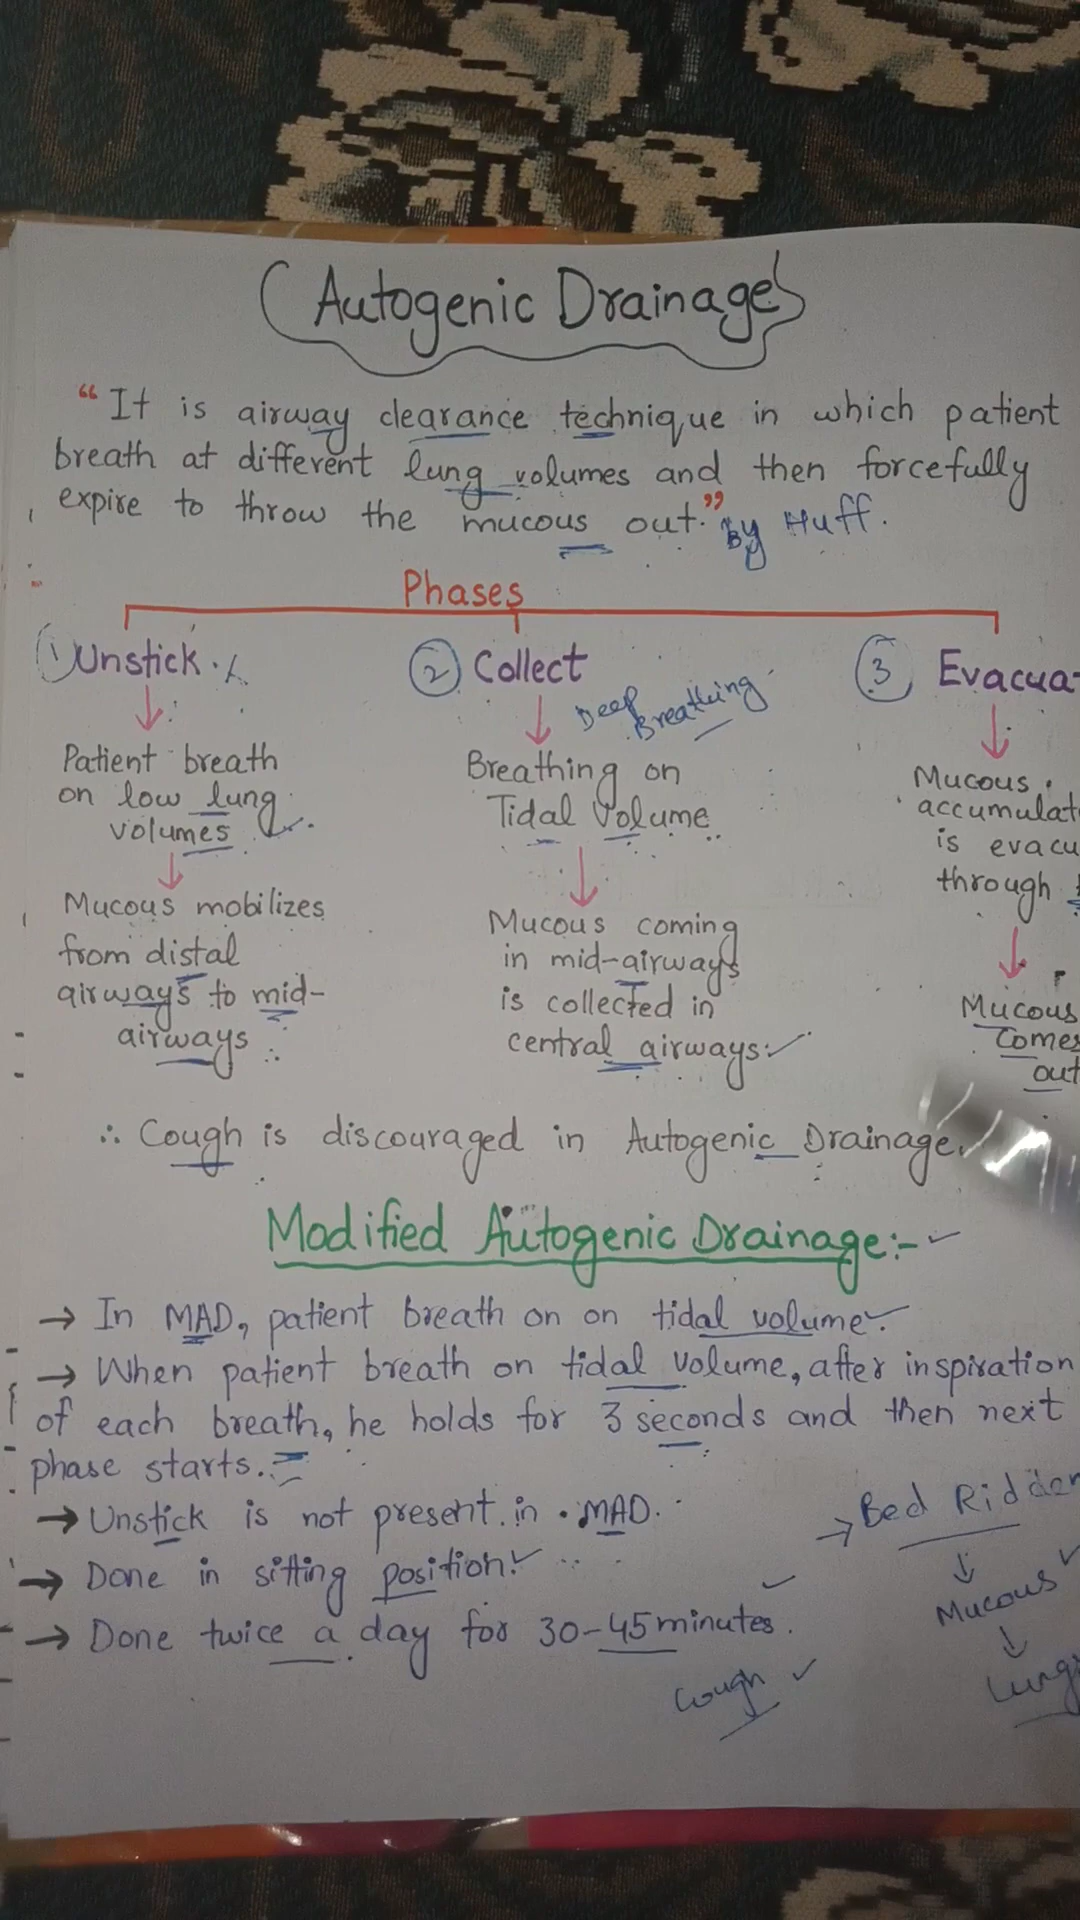 Autogenic Drainage
"It is airway clearance technique in which patient
breath at different lung volumes and then forcefully
expire to throw the mucous out." By Huff.
Phases
1 Unstick.
2 Collect
3 Evacua
Deep
Breathing
Patient breath
on low lung
volumes
Mucous mobilizes
from distal
airways to mid-
airways
Breathing on
Tidal Volume
Mucous coming
in mid-airways
is collected in
central airways
Mucous
accumulat
is evacu
through
Mucous
comes
out
∴ Cough is discouraged in Autogenic Drainage.
Modified Autogenic Drainage:-
→ In MAD, patient breath on on tidal volume.
→ When patient breath on tidal volume, after inspiration
of each breath, he holds for 3 seconds and then next
phase starts.
→ Unstick is not present in MAD.
→ Done in sitting position.
→ Done twice a day for 30-45 minutes.
→ Bed Ridden
↓
Mucous
↓
Lungs
Cough